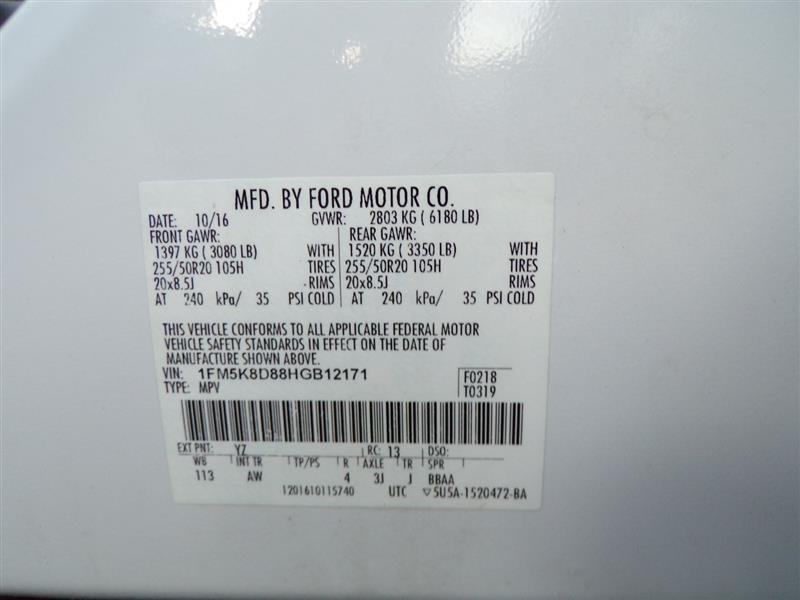 MFD. BY FORD MOTOR CO.
DATE: 10/16 GVWR: 2803 KG ( 6180 LB)
FRONT GAWR: REAR GAWR:
1397 KG ( 3080 LB) WITH 1520 KG ( 3350 LB) WITH
255/50R20 105H TIRES 255/50R20 105H TIRES
20x8.5J RIMS 20x8.5J RIMS
AT 240 kPa/ 35 PSI COLD AT 240 kPa/ 35 PSI COLD
THIS VEHICLE CONFORMS TO ALL APPLICABLE FEDERAL MOTOR
VEHICLE SAFETY STANDARDS IN EFFECT ON THE DATE OF
MANUFACTURE SHOWN ABOVE.
VIN: 1FM5K8D88HGB12171 F0218
TYPE: MPV T0319
EXT PNT: YZ RC: 13 DSO:
WB INT TR TP/PS R AXLE TR SPR
113 AW 4 3J J BBAA
1201610115740 UTC ▽5U5A-1520472-BA